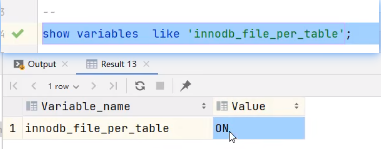 --
show variables like 'innodb_file_per_table';
Output × Result 13 ×
1 row
Variable_name Value
1 innodb_file_per_table ON